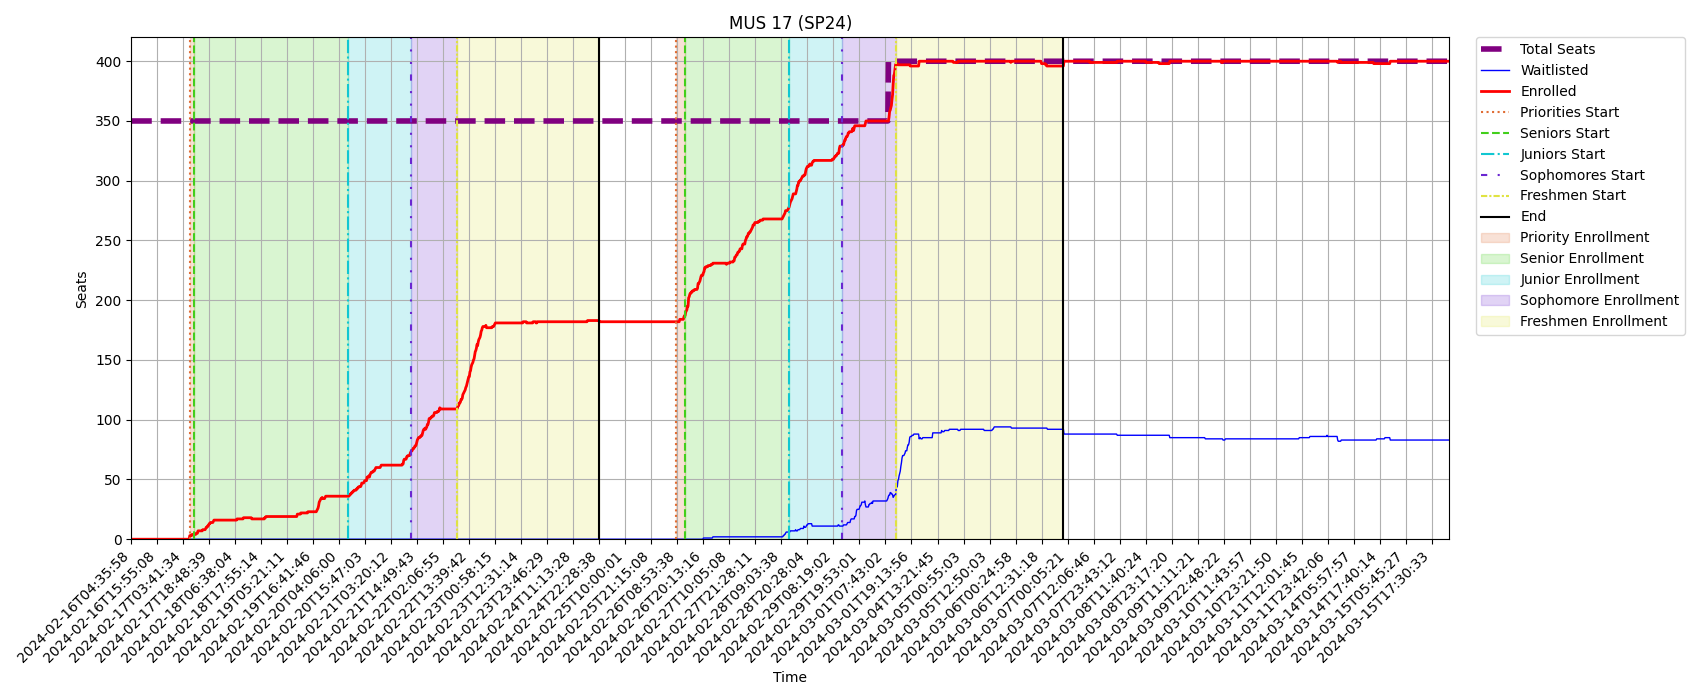 MUS 17 (SP24)
Seats
400
350
300
250
200
150
100
50
0
2024-02-16T04:35:58
2024-02-16T15:55:08
2024-02-17T03:41:34
2024-02-17T18:48:39
2024-02-18T06:38:04
2024-02-18T17:55:14
2024-02-19T05:21:11
2024-02-19T16:41:46
2024-02-20T04:06:00
2024-02-20T15:47:03
2024-02-21T03:20:12
2024-02-21T14:49:43
2024-02-22T02:06:55
2024-02-22T13:39:42
2024-02-23T00:58:15
2024-02-23T12:31:14
2024-02-23T23:46:29
2024-02-24T11:13:28
2024-02-24T22:28:38
2024-02-25T10:00:01
2024-02-25T21:15:08
2024-02-26T08:53:38
2024-02-26T20:13:16
2024-02-27T10:05:08
2024-02-27T21:28:11
2024-02-28T09:03:38
2024-02-28T20:28:04
2024-02-29T08:19:02
2024-02-29T19:53:01
2024-03-01T07:43:02
2024-03-01T19:13:56
2024-03-04T13:21:45
2024-03-05T00:55:03
2024-03-05T12:50:03
2024-03-06T00:24:58
2024-03-06T12:31:18
2024-03-07T00:05:21
2024-03-07T12:06:46
2024-03-07T23:43:12
2024-03-08T11:40:24
2024-03-08T23:17:20
2024-03-09T11:11:21
2024-03-09T22:48:22
2024-03-10T11:43:57
2024-03-10T23:21:50
2024-03-11T12:01:45
2024-03-11T23:42:06
2024-03-14T05:57:57
2024-03-14T17:40:14
2024-03-15T05:45:27
2024-03-15T17:30:33
Time
Total Seats
Waitlisted
Enrolled
Priorities Start
Seniors Start
Juniors Start
Sophomores Start
Freshmen Start
End
Priority Enrollment
Senior Enrollment
Junior Enrollment
Sophomore Enrollment
Freshmen Enrollment